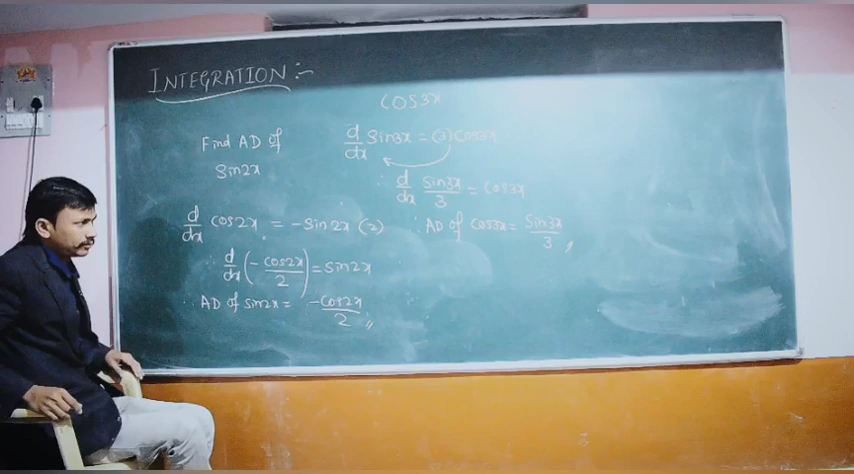 INTEGRATION :-
cos3x
Find AD of
sin2x
d/dx sin3x = (3) cos3x
d/dx sin3x/3 = cos3x
∴ AD of cos3x = sin3x/3 //
d/dx cos2x = - sin2x (2)
d/dx (- cos2x/2) = sin2x
∴ AD of sin2x = -cos2x/2 //